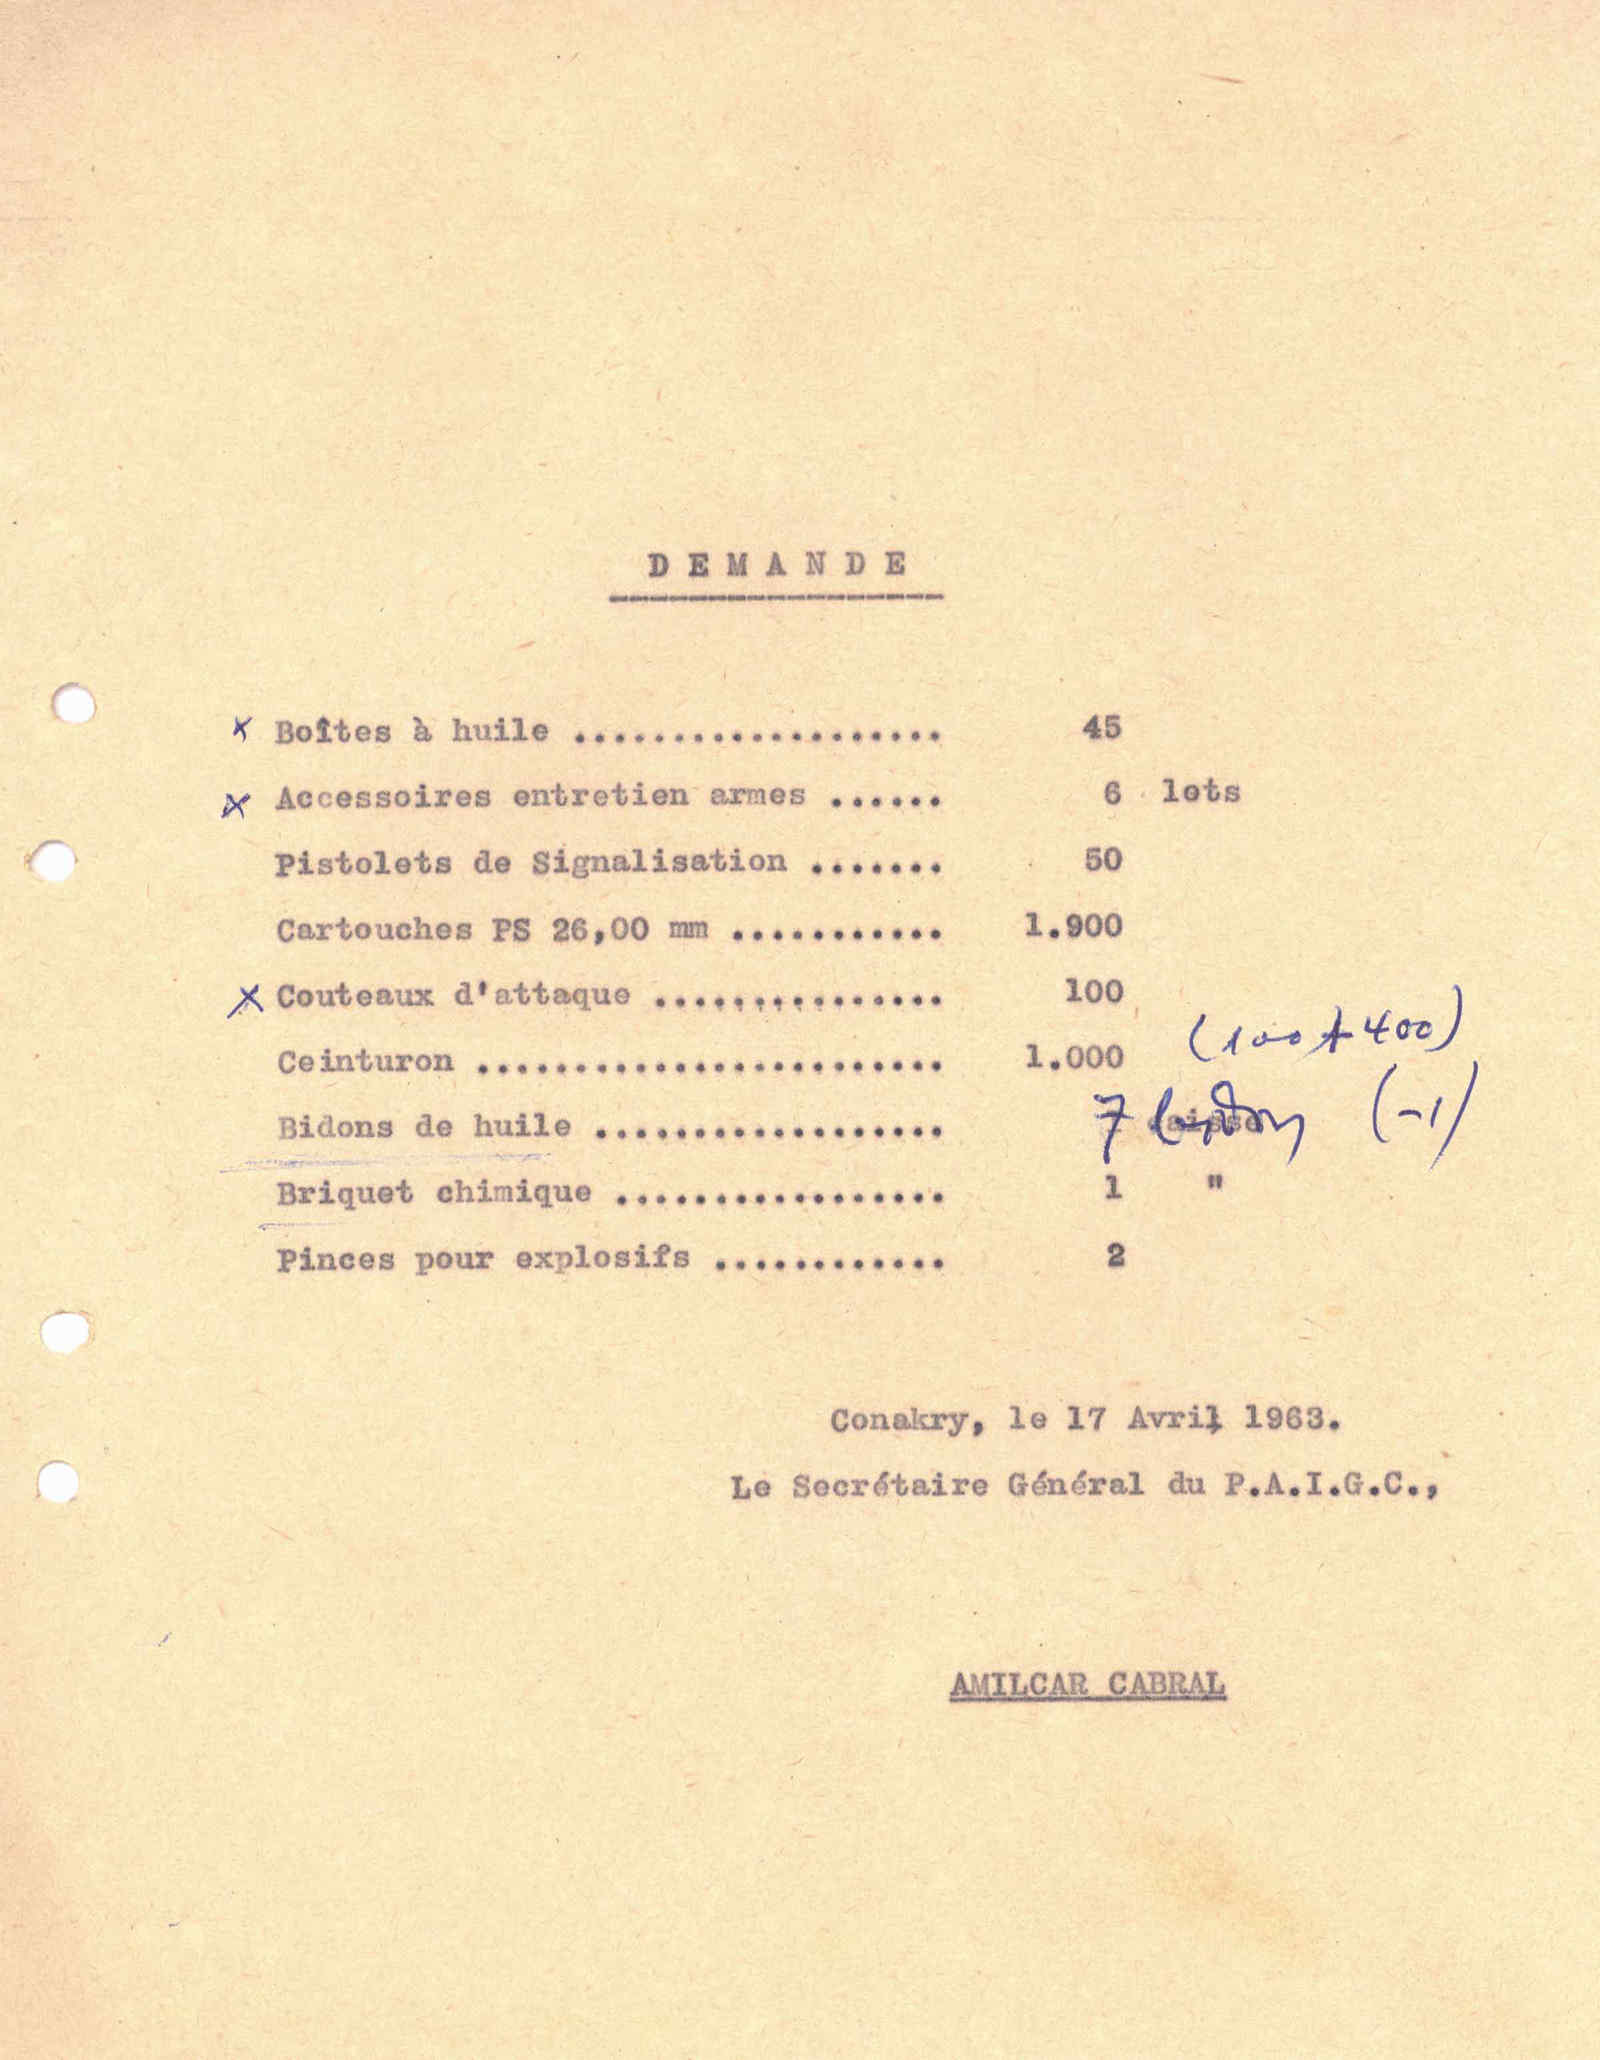 DEMANDE
x Boîtes à huile ................... 45
x Accessoires entretien armes ...... 6 lots
Pistolets de Signalisation ....... 50
Cartouches PS 26,00 mm ........... 1.900
x Couteaux d'attaque ............... 100
Ceinturon ........................ 1.000 (100 + 400)
Bidons de huile .................. 7 (-1)
Briquet chimique ................. 1 "
Pinces pour explosifs ............ 2
Conakry, le 17 Avril, 1963.
Le Secrétaire Général du P.A.I.G.C.,
AMILCAR CABRAL